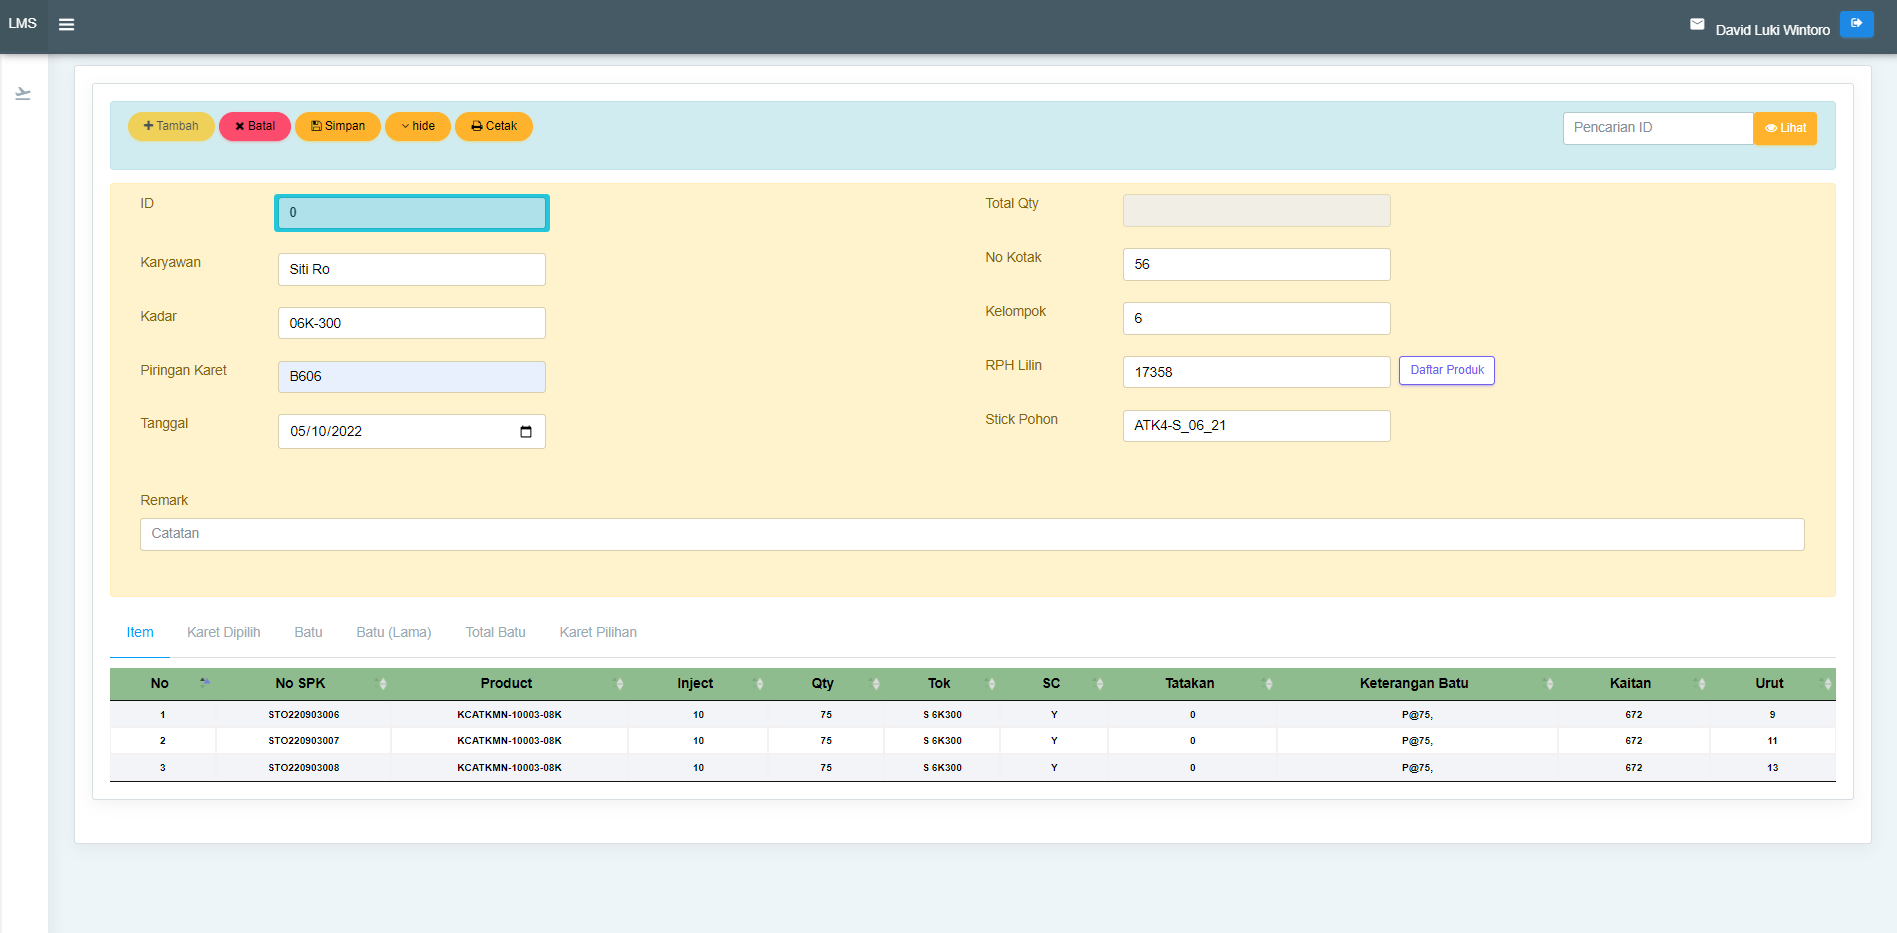 LMS
David Luki Wintoro
Tambah Batal Simpan hide Cetak
Pencarian ID Lihat
ID 0 Total Qty
Karyawan Siti Ro No Kotak 56
Kadar 06K-300 Kelompok 6
Piringan Karet B606 RPH Lilin 17358 Daftar Produk
Tanggal 05/10/2022 Stick Pohon ATK4-S_06_21
Remark
Catatan
Item Karet Dipilih Batu Batu (Lama) Total Batu Karet Pilihan
No No SPK Product Inject Qty Tok SC Tatakan Keterangan Batu Kaitan Urut
1 STO220903006 KCATKMN-10003-08K 10 75 S 6K300 Y 0 P@75, 672 9
2 STO220903007 KCATKMN-10003-08K 10 75 S 6K300 Y 0 P@75, 672 11
3 STO220903008 KCATKMN-10003-08K 10 75 S 6K300 Y 0 P@75, 672 13